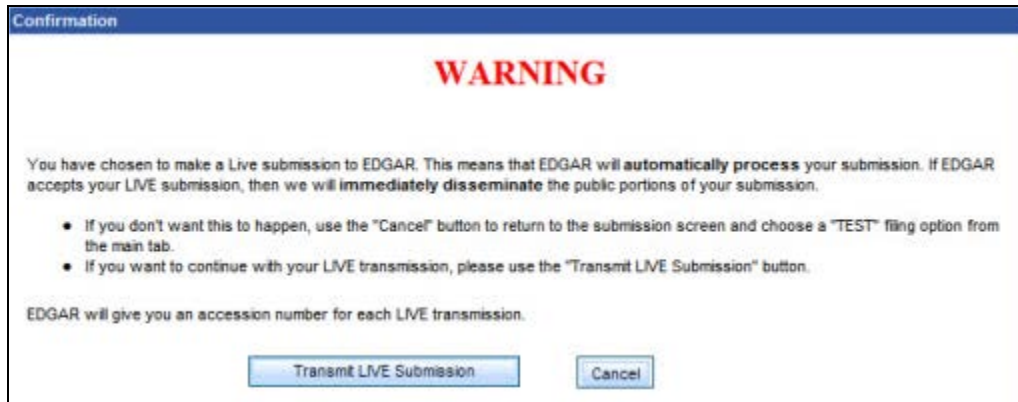 Confirmation
WARNING
You have chosen to make a Live submission to EDGAR. This means that EDGAR will automatically process your submission. If EDGAR
accepts your LIVE submission, then we will immediately disseminate the public portions of your submission.
• If you don't want this to happen, use the "Cancel" button to return to the submission screen and choose a "TEST" filing option from
the main tab.
• If you want to continue with your LIVE transmission, please use the "Transmit LIVE Submission" button.
EDGAR will give you an accession number for each LIVE transmission.
Transmit LIVE Submission Cancel